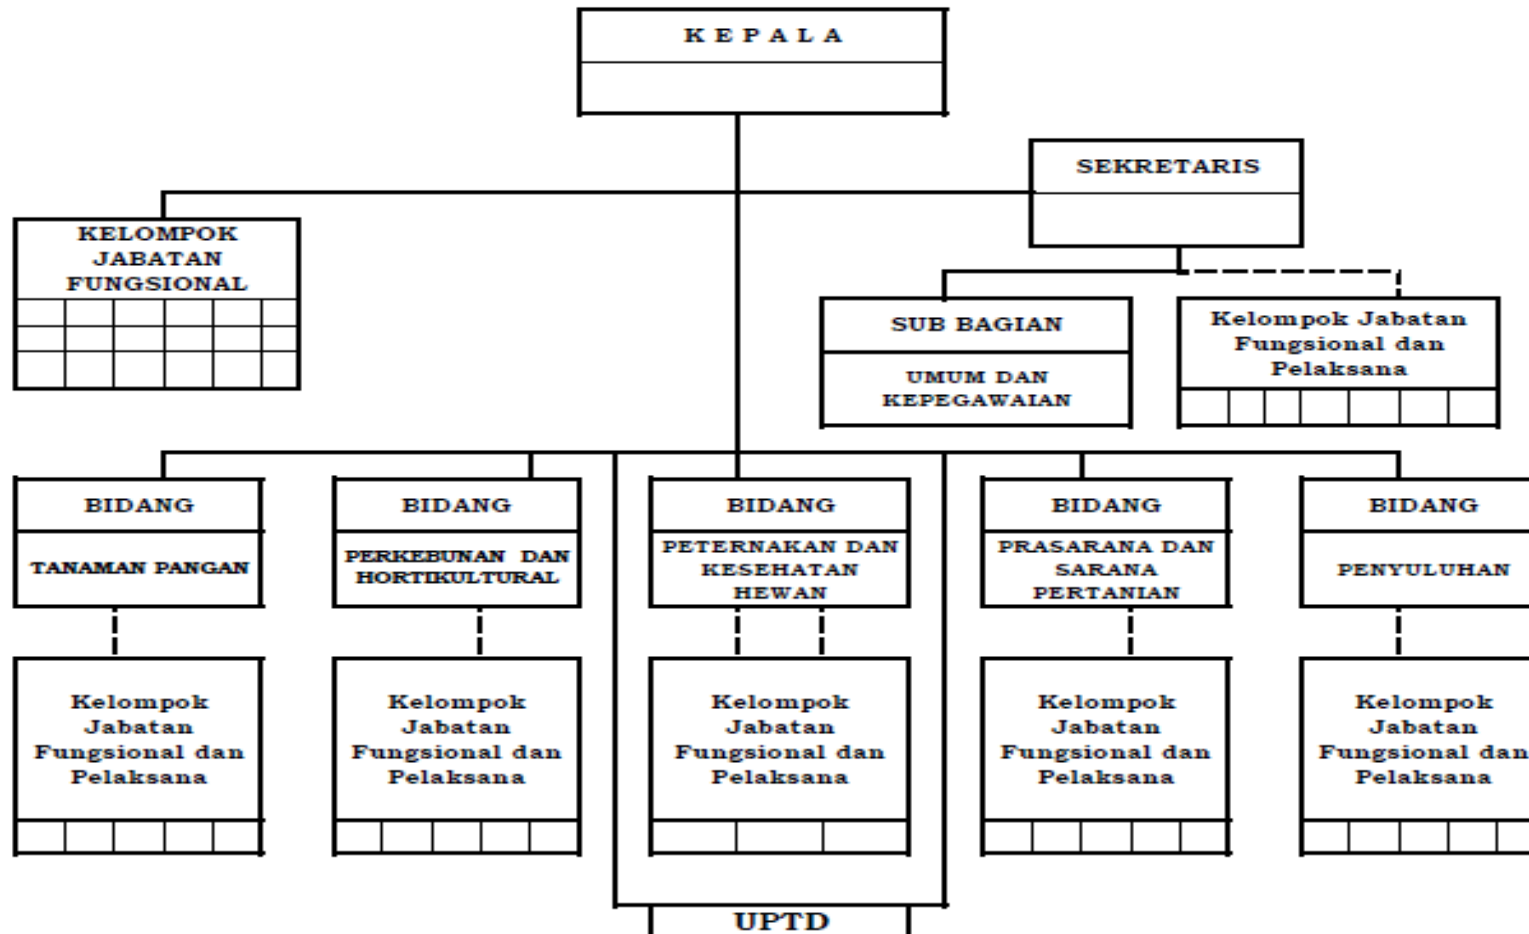 K E P A L A
SEKRETARIS
KELOMPOK
JABATAN
FUNGSIONAL
SUB BAGIAN
UMUM DAN
KEPEGAWAIAN
Kelompok Jabatan
Fungsional dan
Pelaksana
BIDANG
TANAMAN PANGAN
BIDANG
PERKEBUNAN DAN
HORTIKULTURAL
BIDANG
PETERNAKAN DAN
KESEHATAN
HEWAN
BIDANG
PRASARANA DAN
SARANA
PERTANIAN
BIDANG
PENYULUHAN
Kelompok
Jabatan
Fungsional dan
Pelaksana
Kelompok
Jabatan
Fungsional dan
Pelaksana
Kelompok
Jabatan
Fungsional dan
Pelaksana
Kelompok
Jabatan
Fungsional dan
Pelaksana
Kelompok
Jabatan
Fungsional dan
Pelaksana
UPTD